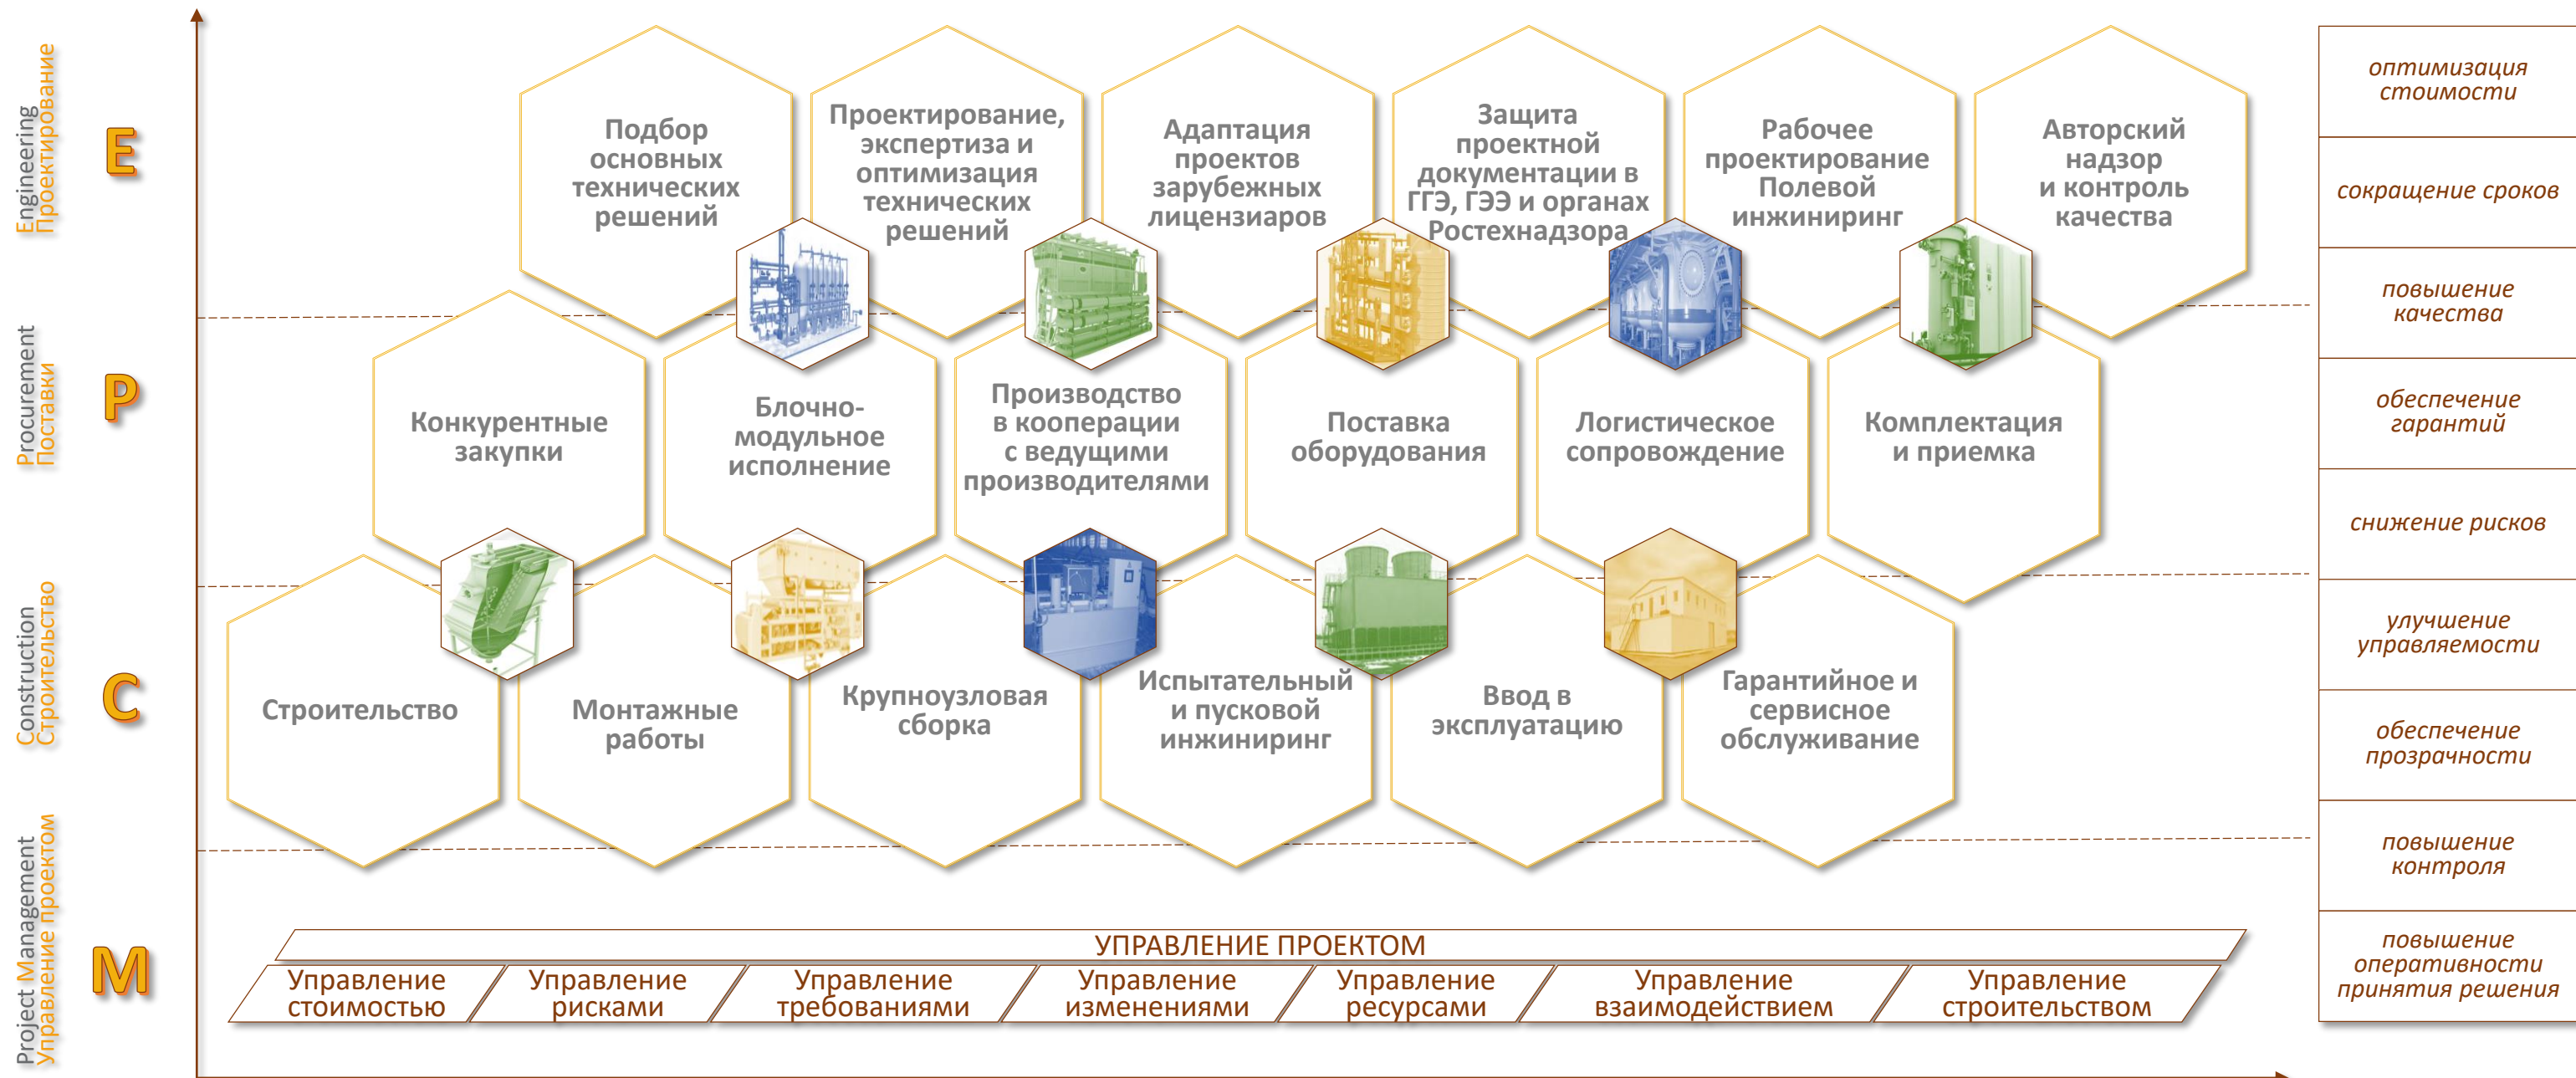 Engineering
Проектирование
E
Подбор
основных
технических
решений
Проектирование,
экспертиза и
оптимизация
технических
решений
Адаптация
проектов
зарубежных
лицензиаров
Защита
проектной
документации в
ГГЭ, ГЭЭ и органах
Ростехнадзора
Рабочее
проектирование
Полевой
инжиниринг
Авторский
надзор
и контроль
качества
Procurement
Поставки
P
Конкурентные
закупки
Блочно-
модульное
исполнение
Производство
в кооперации
с ведущими
производителями
Поставка
оборудования
Логистическое
сопровождение
Комплектация
и приемка
Construction
Строительство
C
Строительство
Монтажные
работы
Крупноузловая
сборка
Испытательный
и пусковой
инжиниринг
Ввод в
эксплуатацию
Гарантийное и
сервисное
обслуживание
Project Management
Управление проектом
M
УПРАВЛЕНИЕ ПРОЕКТОМ
Управление
стоимостью
Управление
рисками
Управление
требованиями
Управление
изменениями
Управление
ресурсами
Управление
взаимодействием
Управление
строительством
оптимизация
стоимости
сокращение сроков
повышение
качества
обеспечение
гарантий
снижение рисков
улучшение
управляемости
обеспечение
прозрачности
повышение
контроля
повышение
оперативности
принятия решения